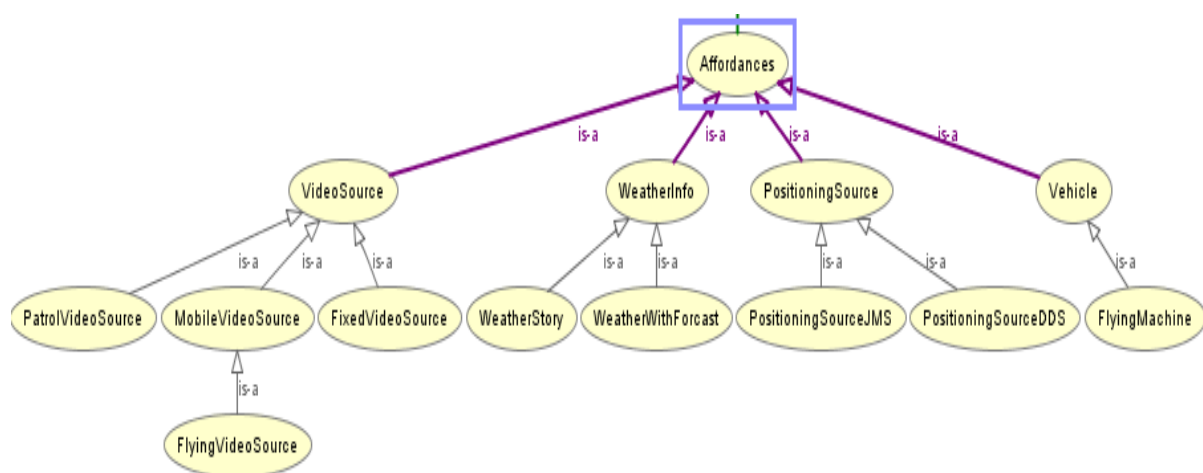 Affordances
is-a
is-a
is-a
is-a
VideoSource
WeatherInfo
PositioningSource
Vehicle
is-a
is-a
is-a
is-a
is-a
is-a
is-a
is-a
PatrolVideoSource
MobileVideoSource
FixedVideoSource
WeatherStory
WeatherWithForcast
PositioningSourceJMS
PositioningSourceDDS
FlyingMachine
is-a
FlyingVideoSource